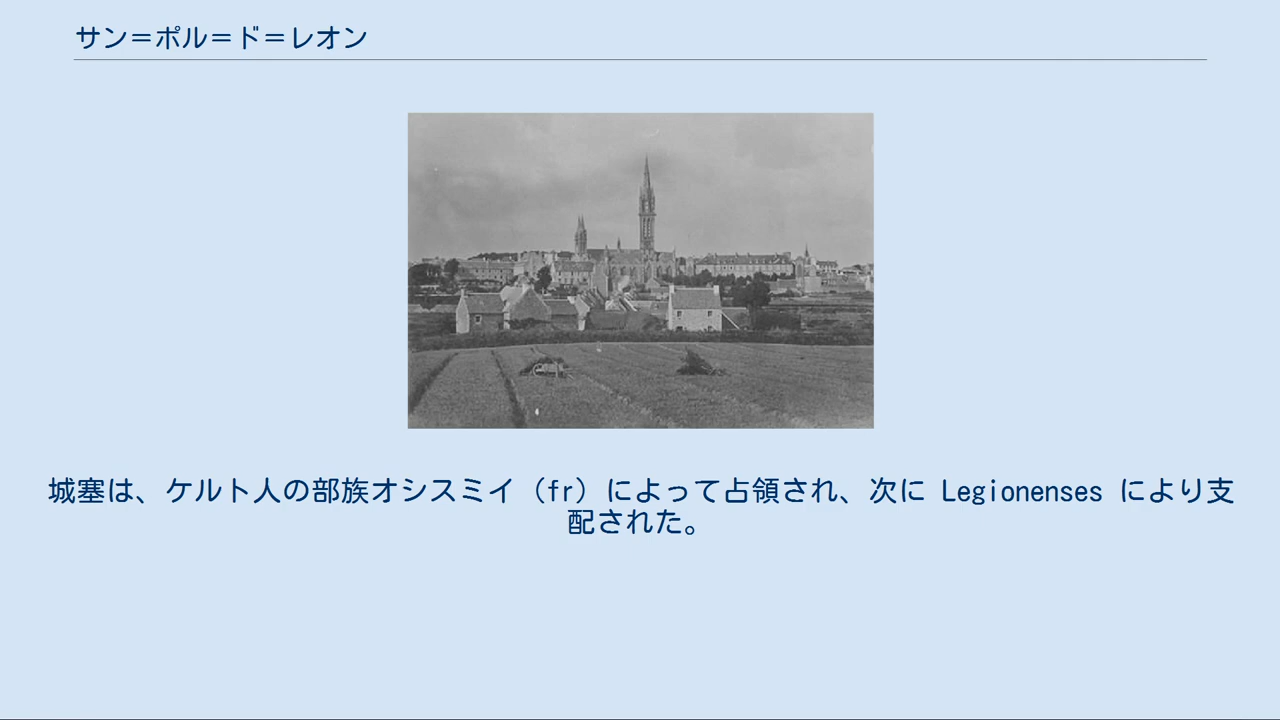 サン＝ポル＝ド＝レオン
城塞は、ケルト人の部族オシスミイ（fr）によって占領され、次に Legionenses により支
配された。